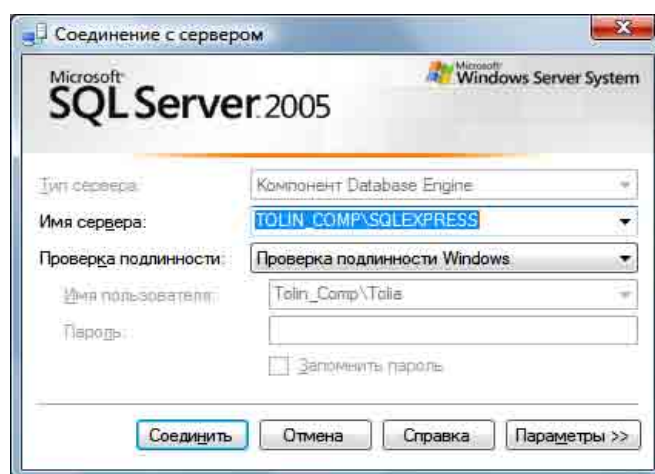 Соединение с сервером
Microsoft
SQL Server 2005
Microsoft
Windows Server System
Тип сервера:
Компонент Database Engine
Имя сервера:
TOLIN_COMP\SQLEXPRESS
Проверка подлинности:
Проверка подлинности Windows
Имя пользователя:
Tolin_Comp\Tolia
Пароль:
Запомнить пароль
Соединить
Отмена
Справка
Параметры >>